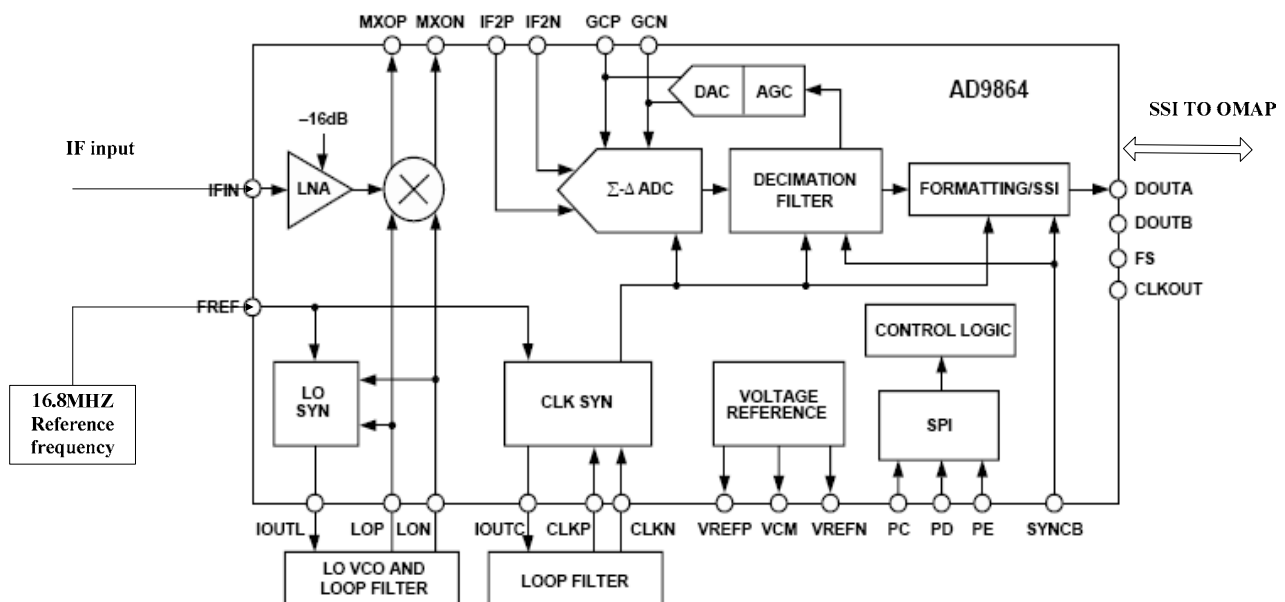 MXOP MXON IF2P IF2N GCP GCN
DAC AGC
AD9864
SSI TO OMAP
–16dB
IF input
IFIN
LNA
Σ-Δ ADC
DECIMATION
FILTER
FORMATTING/SSI
DOUTA
DOUTB
FS
CLKOUT
FREF
CONTROL LOGIC
16.8MHZ
Reference
frequency
LO
SYN
CLK SYN
VOLTAGE
REFERENCE
SPI
IOUTL LOP LON IOUTC CLKP CLKN VREFP VCM VREFN PC PD PE SYNCB
LO VCO AND
LOOP FILTER
LOOP FILTER